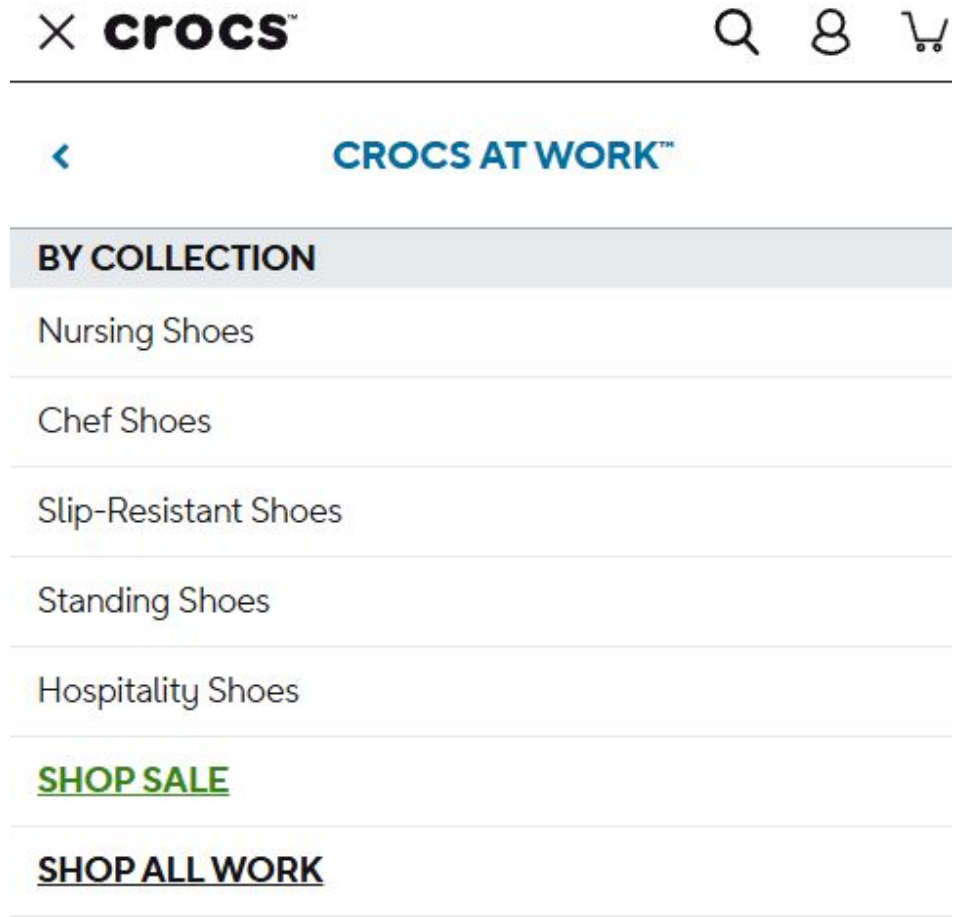 crocs™
CROCS AT WORK™
BY COLLECTION
Nursing Shoes
Chef Shoes
Slip-Resistant Shoes
Standing Shoes
Hospitality Shoes
SHOP SALE
SHOP ALL WORK